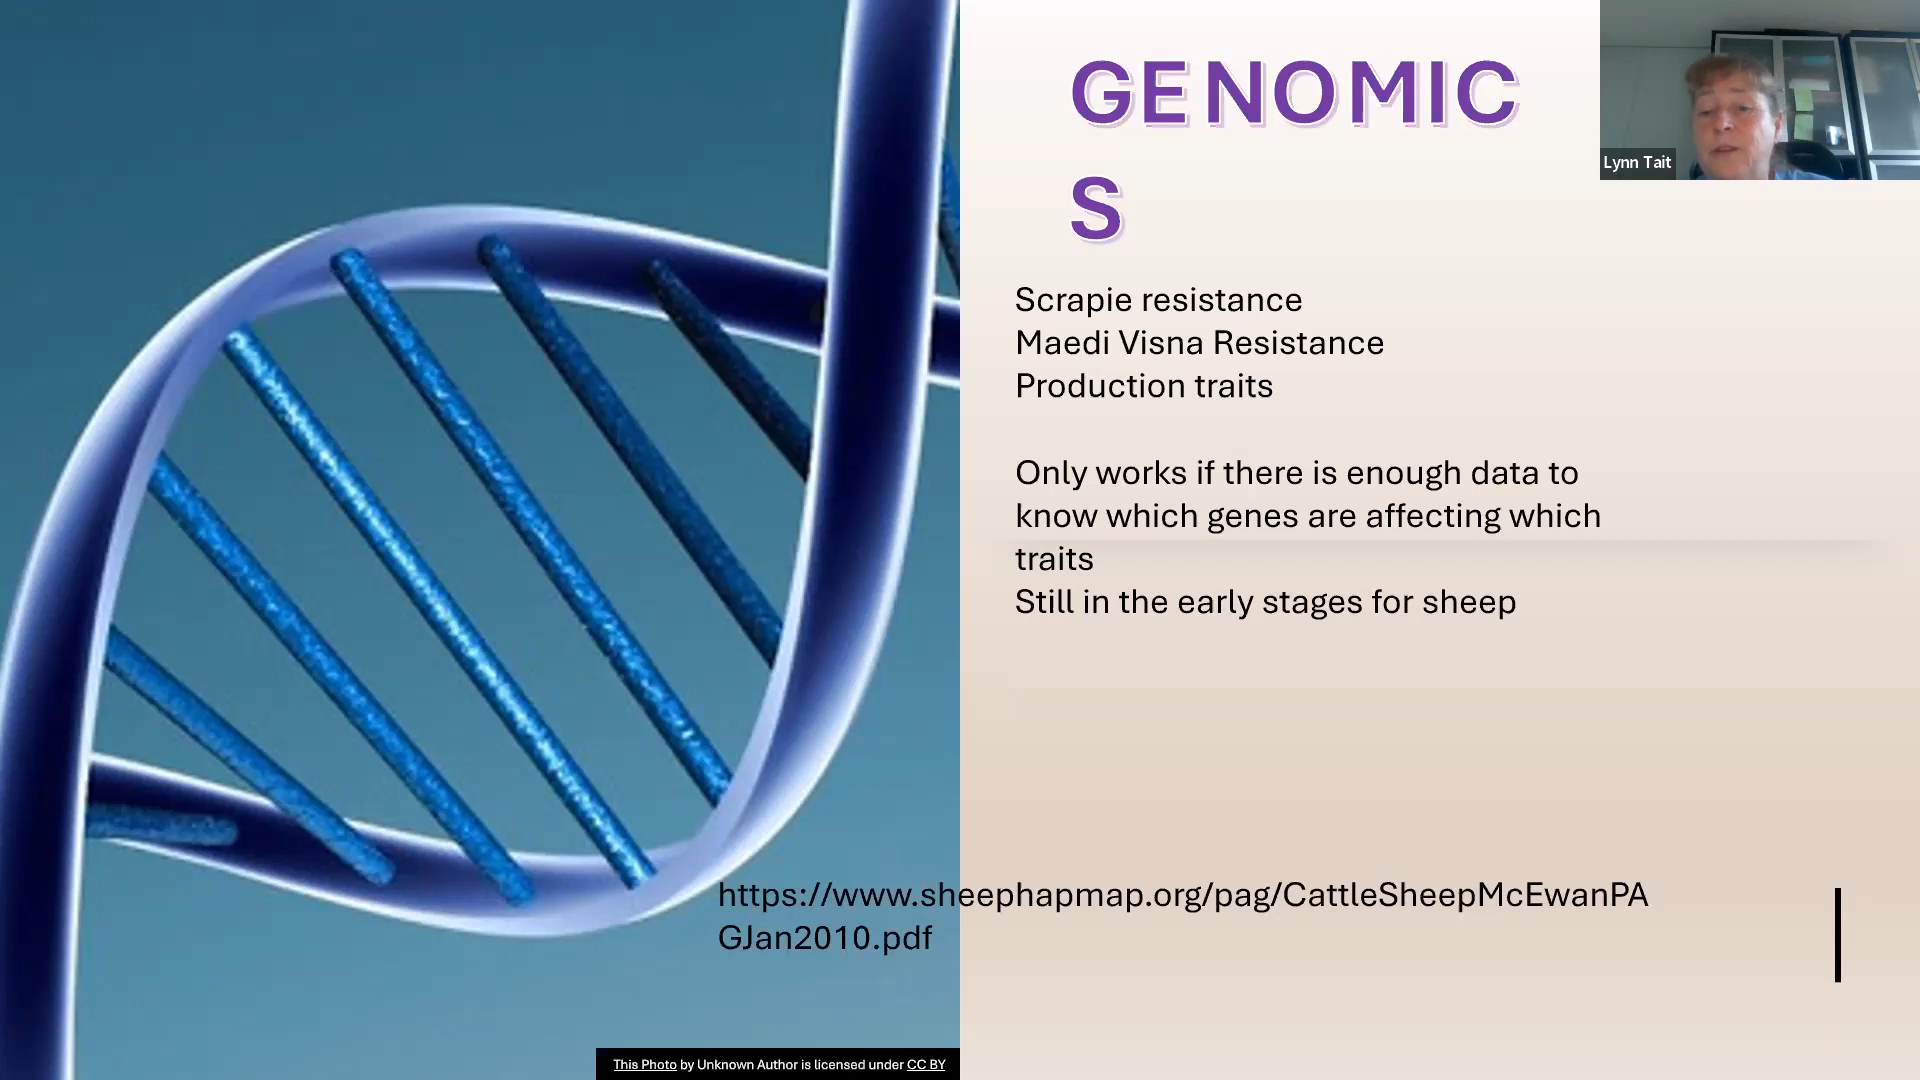 GENOMIC
S
Lynn Tait
Scrapie resistance
Maedi Visna Resistance
Production traits
Only works if there is enough data to
know which genes are affecting which
traits
Still in the early stages for sheep
https://www.sheephapmap.org/pag/CattleSheepMcEwanPA
GJan2010.pdf
This Photo by Unknown Author is licensed under CC BY